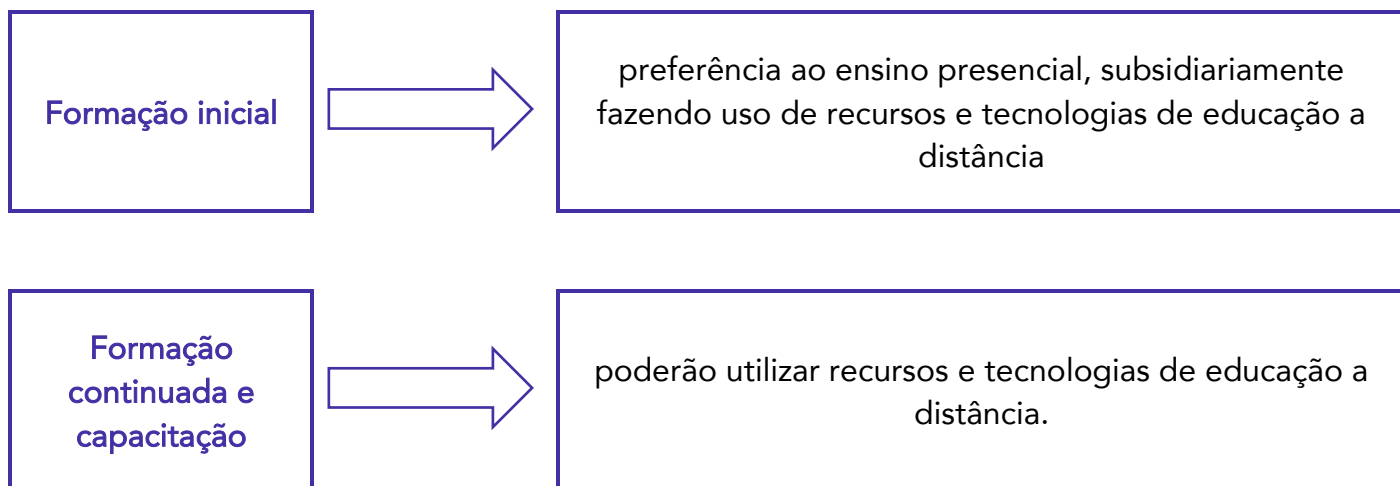 Formação inicial
preferência ao ensino presencial, subsidiariamente
fazendo uso de recursos e tecnologias de educação a
distância
Formação
continuada e
capacitação
poderão utilizar recursos e tecnologias de educação a
distância.